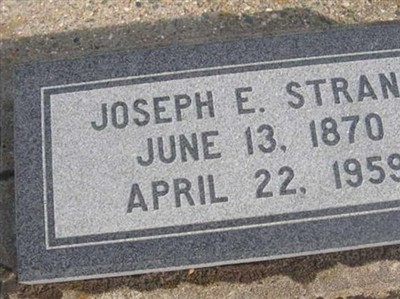 JOSEPH E. STRAN
JUNE 13, 1870
APRIL 22, 1959